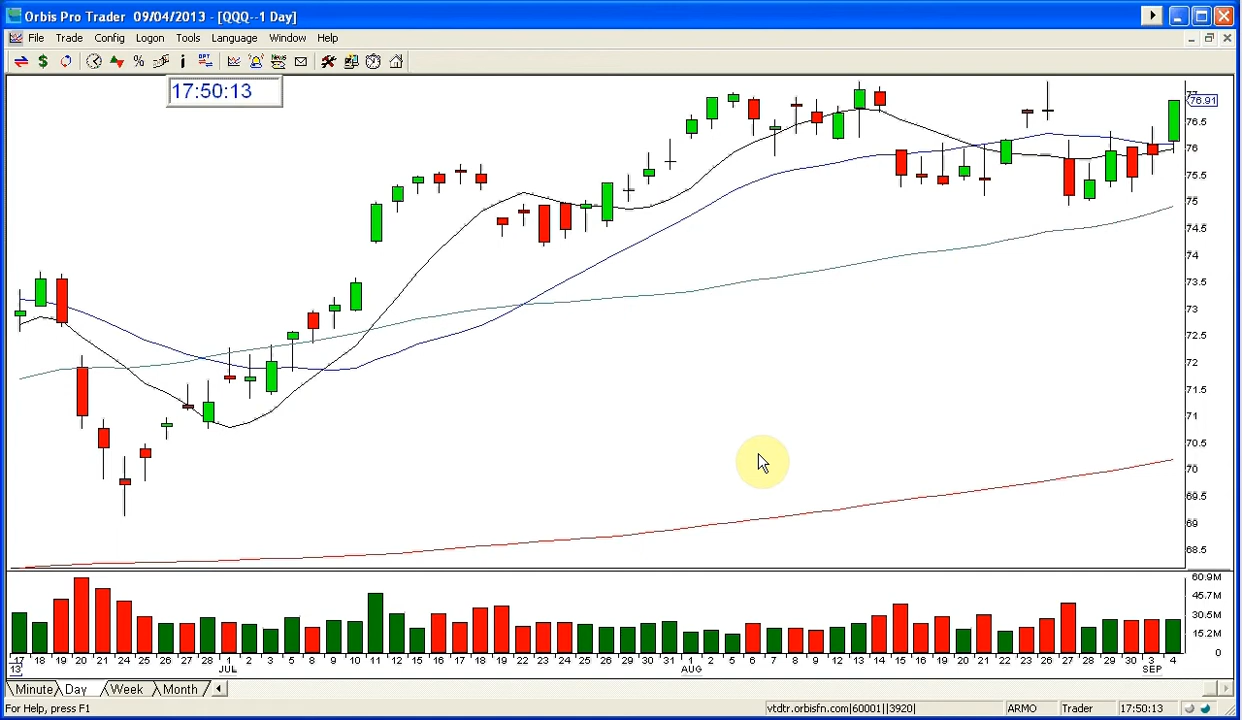 Orbis Pro Trader 09/04/2013 - [QQQ--1 Day]
File Trade Config Logon Tools Language Window Help
$ % i OPT News
17:50:13
77
76.91
76.5
76
75.5
75
74.5
74
73.5
73
72.5
72
71.5
71
70.5
70
69.5
69
68.5
60.9M
45.7M
30.5M
15.2M
0
17 18 19 20 21 24 25 26 27 28 1 2 3 5 8 9 10 11 12 15 16 17 18 19 22 23 24 25 26 29 30 31 1 2 5 6 7 8 9 12 13 14 15 16 19 20 21 22 23 26 27 28 29 30 3 4
13 JUL AUG SEP
Minute Day Week Month
For Help, press F1 vtdtr.orbisfn.com|60001||3920| ARMO Trader 17:50:13